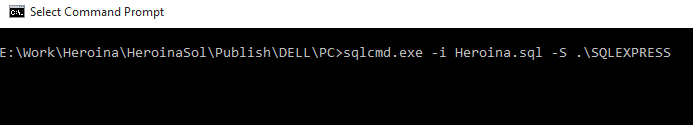 Select Command Prompt
E:\Work\Heroina\HeroinaSol\Publish\DELL\PC>sqlcmd.exe -i Heroina.sql -S .\SQLEXPRESS